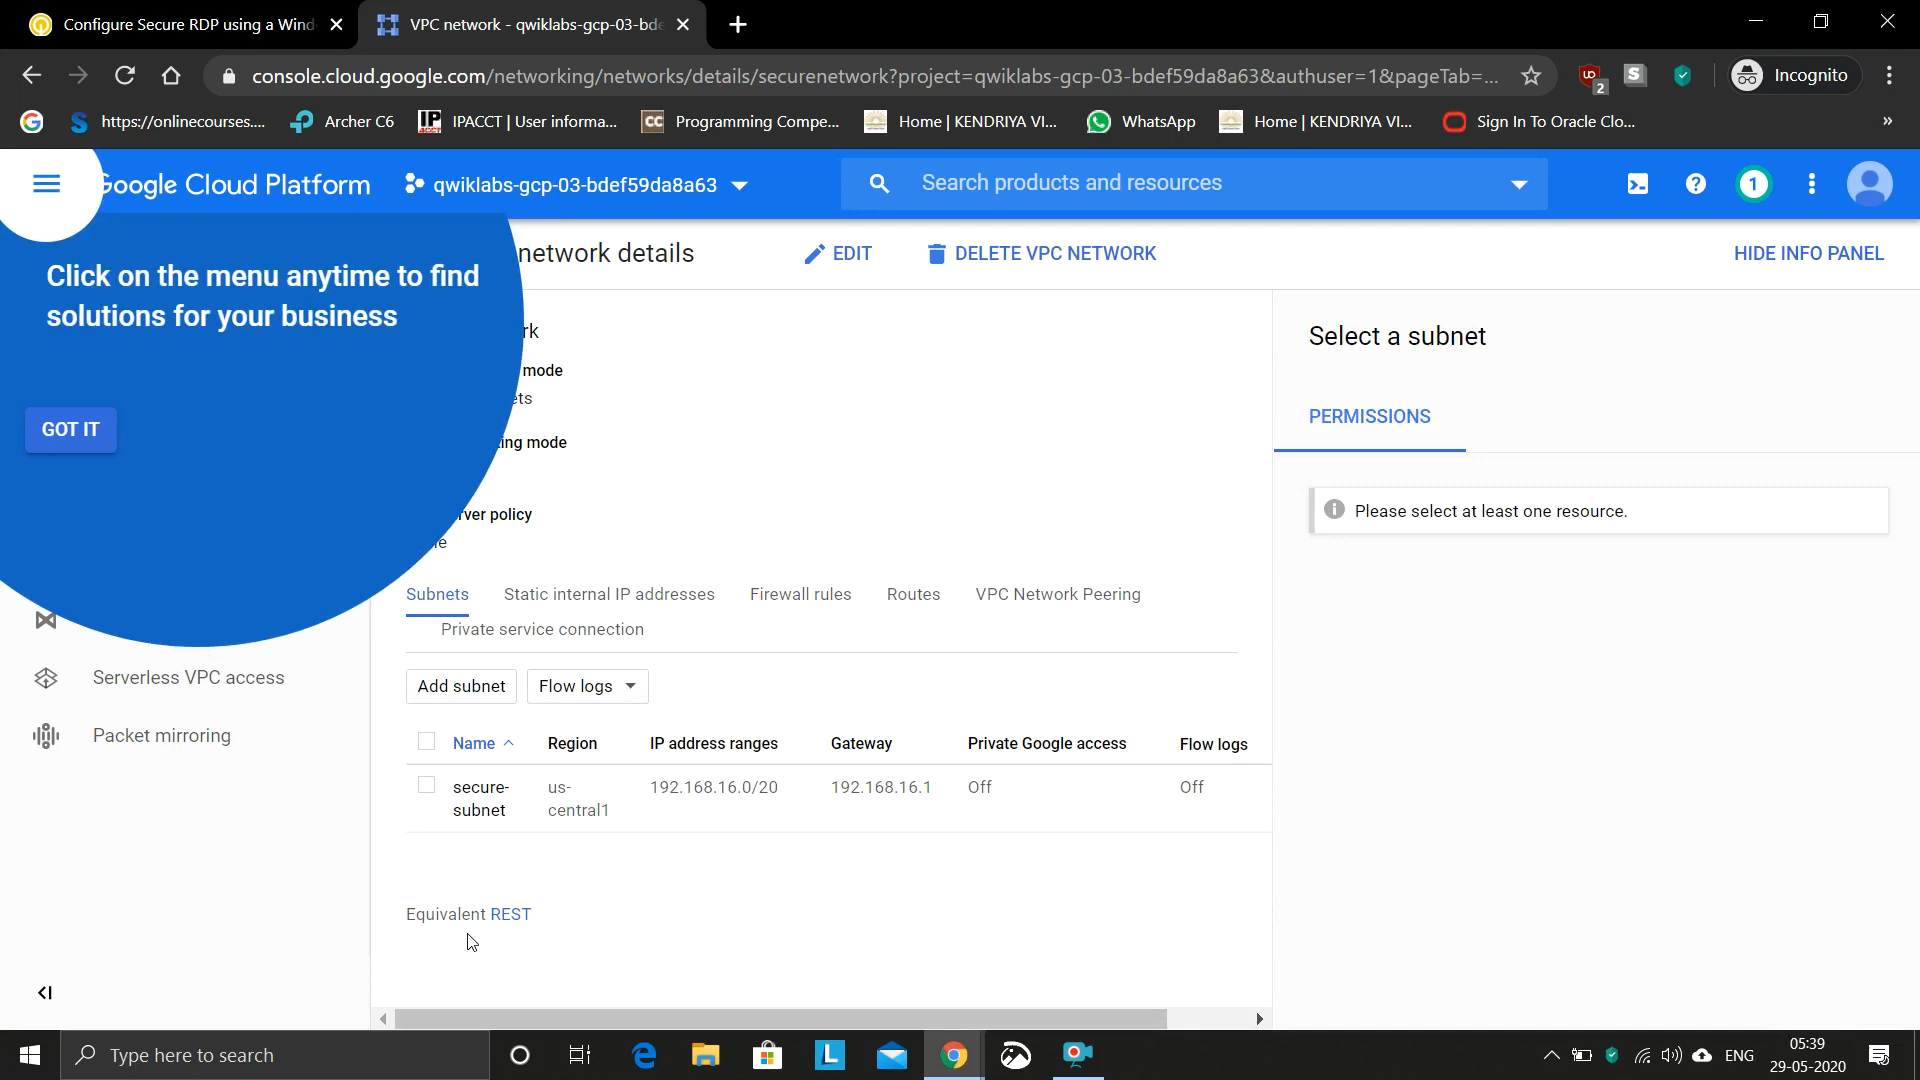 Configure Secure RDP using a Wind
VPC network - qwiklabs-gcp-03-bde
console.cloud.google.com/networking/networks/details/securenetwork?project=qwiklabs-gcp-03-bdef59da8a63&authuser=1&pageTab=...
2
Incognito
https://onlinecourses....
Archer C6
IPACCT | User informa...
Programming Compe...
Home | KENDRIYA VI...
WhatsApp
Home | KENDRIYA VI...
Sign In To Oracle Clo...
»
Google Cloud Platform
qwiklabs-gcp-03-bdef59da8a63
Search products and resources
1
Click on the menu anytime to find
solutions for your business
GOT IT
network details
EDIT
DELETE VPC NETWORK
HIDE INFO PANEL
rk
mode
ets
ing mode
rver policy
e
Select a subnet
PERMISSIONS
Please select at least one resource.
Subnets
Static internal IP addresses
Firewall rules
Routes
VPC Network Peering
Private service connection
Serverless VPC access
Packet mirroring
Add subnet
Flow logs
Name
Region
IP address ranges
Gateway
Private Google access
Flow logs
secure-
subnet
us-
central1
192.168.16.0/20
192.168.16.1
Off
Off
Equivalent REST
Type here to search
ENG
05:39
29-05-2020